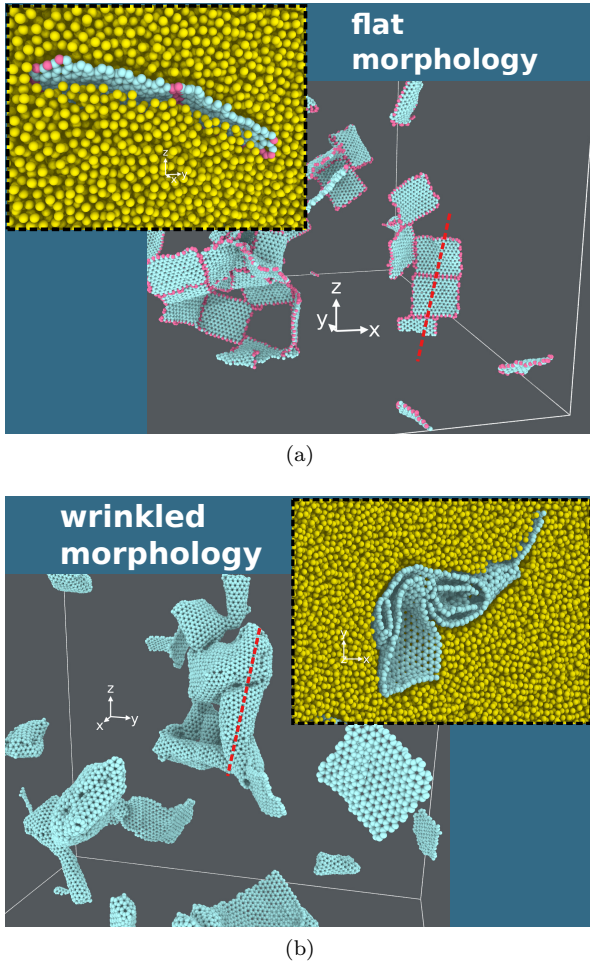 flat
morphology
z
x y
z
y x
(a)
wrinkled
morphology
y
z x
z
x y
(b)